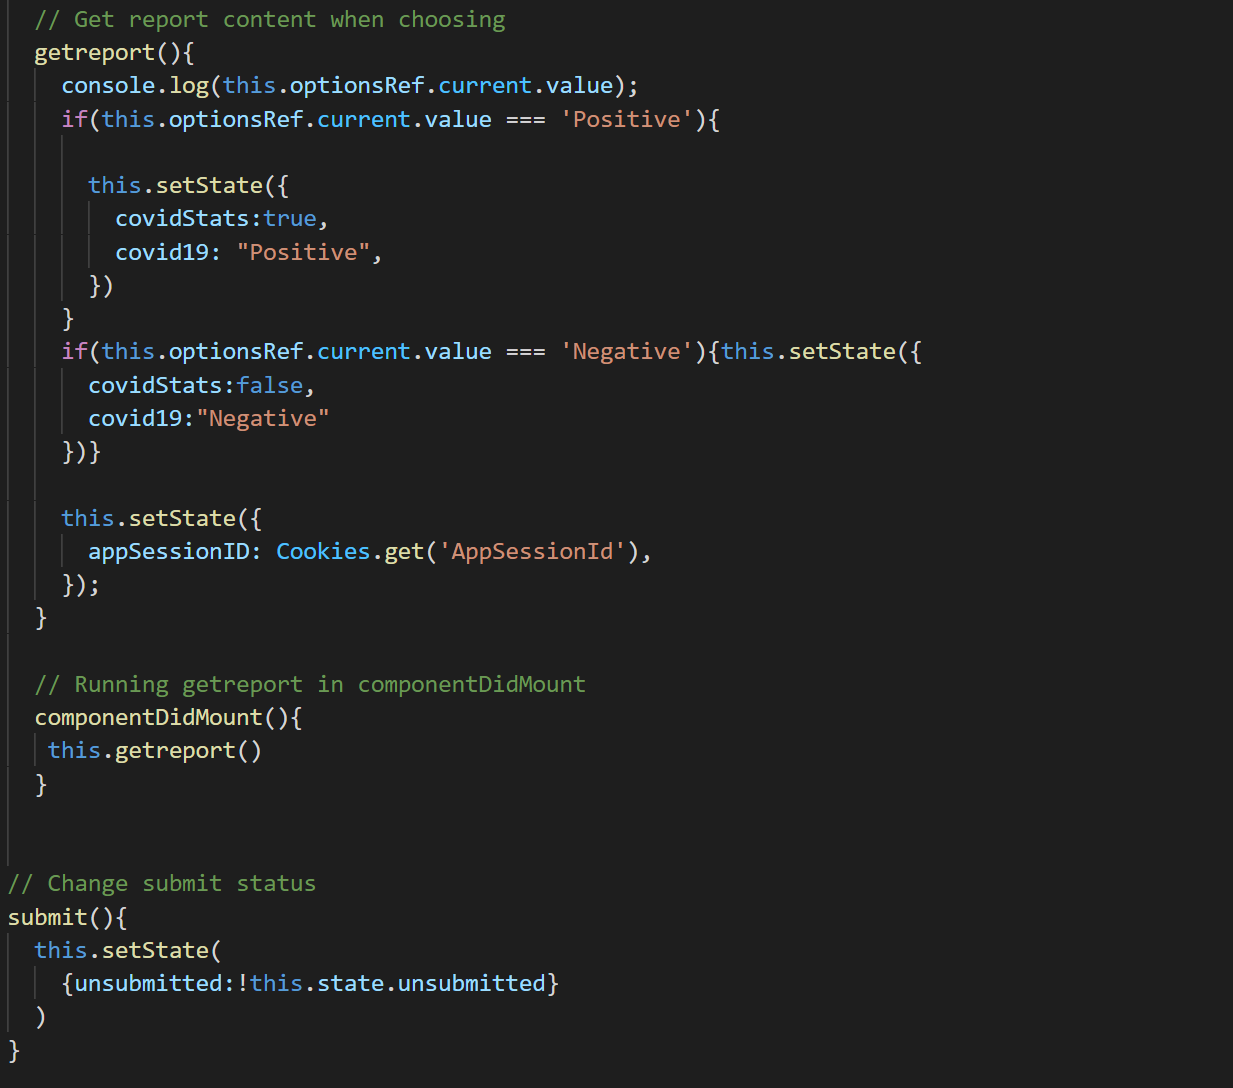 // Get report content when choosing
getreport(){
console.log(this.optionsRef.current.value);
if(this.optionsRef.current.value === 'Positive'){
this.setState({
covidStats:true,
covid19: "Positive",
})
}
if(this.optionsRef.current.value === 'Negative'){this.setState({
covidStats:false,
covid19:"Negative"
})}
this.setState({
appSessionID: Cookies.get('AppSessionId'),
});
}
// Running getreport in componentDidMount
componentDidMount(){
this.getreport()
}
// Change submit status
submit(){
this.setState(
{unsubmitted:!this.state.unsubmitted}
)
}